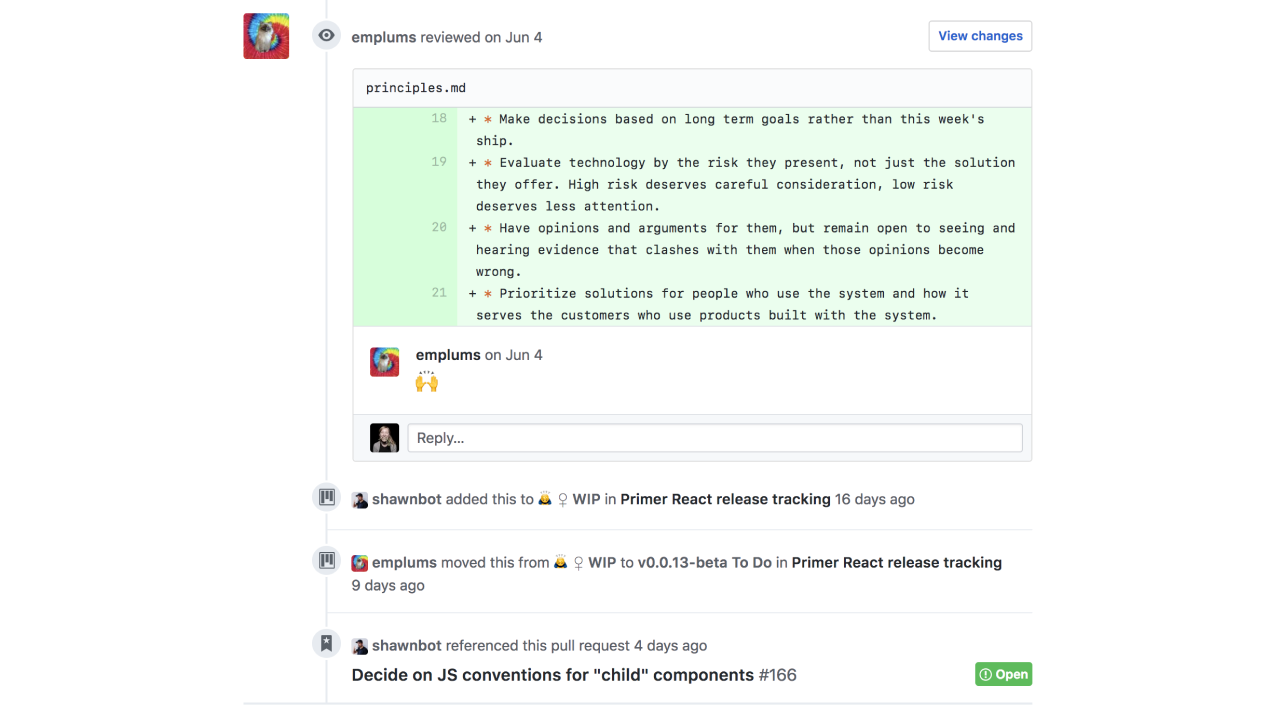 emplums reviewed on Jun 4
View changes
principles.md
18 + * Make decisions based on long term goals rather than this week's
ship.
19 + * Evaluate technology by the risk they present, not just the solution
they offer. High risk deserves careful consideration, low risk
deserves less attention.
20 + * Have opinions and arguments for them, but remain open to seeing and
hearing evidence that clashes with them when those opinions become
wrong.
21 + * Prioritize solutions for people who use the system and how it
serves the customers who use products built with the system.
emplums on Jun 4
🙌
Reply...
shawnbot added this to 🙇♀ WIP in Primer React release tracking 16 days ago
emplums moved this from 🙇♀ WIP to v0.0.13-beta To Do in Primer React release tracking
9 days ago
shawnbot referenced this pull request 4 days ago
Decide on JS conventions for "child" components #166
Open